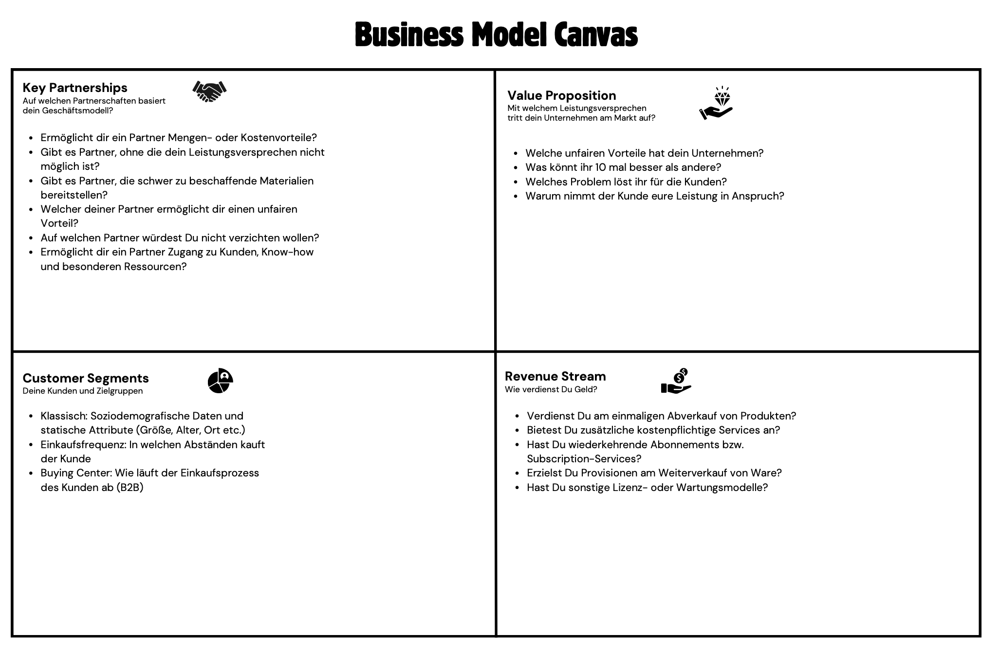 Business Model Canvas
Key Partnerships
Auf welchen Partnerschaften basiert
dein Geschäftsmodell?
• Ermöglicht dir ein Partner Mengen- oder Kostenvorteile?
• Gibt es Partner, ohne die dein Leistungsversprechen nicht
möglich ist?
• Gibt es Partner, die schwer zu beschaffende Materialien
bereitstellen?
• Welcher deiner Partner ermöglicht dir einen unfairen
Vorteil?
• Auf welchen Partner würdest Du nicht verzichten wollen?
• Ermöglicht dir ein Partner Zugang zu Kunden, Know-how
und besonderen Ressourcen?
Value Proposition
Mit welchem Leistungsversprechen
tritt dein Unternehmen am Markt auf?
• Welche unfairen Vorteile hat dein Unternehmen?
• Was könnt ihr 10 mal besser als andere?
• Welches Problem löst ihr für die Kunden?
• Warum nimmt der Kunde eure Leistung in Anspruch?
Customer Segments
Deine Kunden und Zielgruppen
• Klassisch: Soziodemografische Daten und
statische Attribute (Größe, Alter, Ort etc.)
• Einkaufsfrequenz: In welchen Abständen kauft
der Kunde
• Buying Center: Wie läuft der Einkaufsprozess
des Kunden ab (B2B)
Revenue Stream
Wie verdienst Du Geld?
• Verdienst Du am einmaligen Abverkauf von Produkten?
• Bietest Du zusätzliche kostenpflichtige Services an?
• Hast Du wiederkehrende Abonnements bzw.
Subscription-Services?
• Erzielst Du Provisionen am Weiterverkauf von Ware?
• Hast Du sonstige Lizenz- oder Wartungsmodelle?